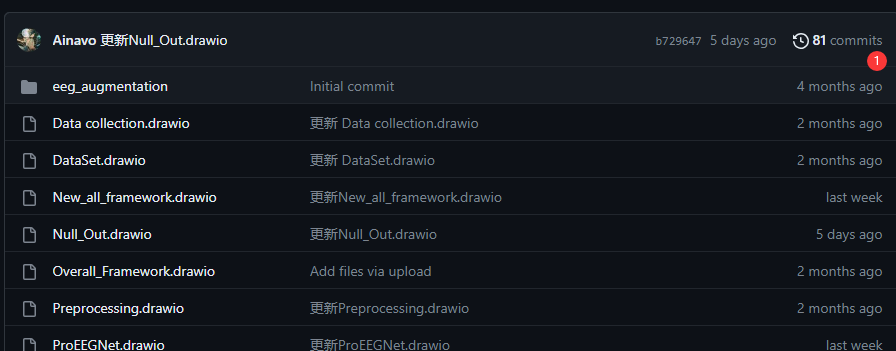 Ainavo 更新Null_Out.drawio b729647 5 days ago 81 commits
1
eeg_augmentation Initial commit 4 months ago
Data collection.drawio 更新 Data collection.drawio 2 months ago
DataSet.drawio 更新 DataSet.drawio 2 months ago
New_all_framework.drawio 更新New_all_framework.drawio last week
Null_Out.drawio 更新Null_Out.drawio 5 days ago
Overall_Framework.drawio Add files via upload 2 months ago
Preprocessing.drawio 更新Preprocessing.drawio 2 months ago
ProEEGNet.drawio 更新ProEEGNet.drawio last week